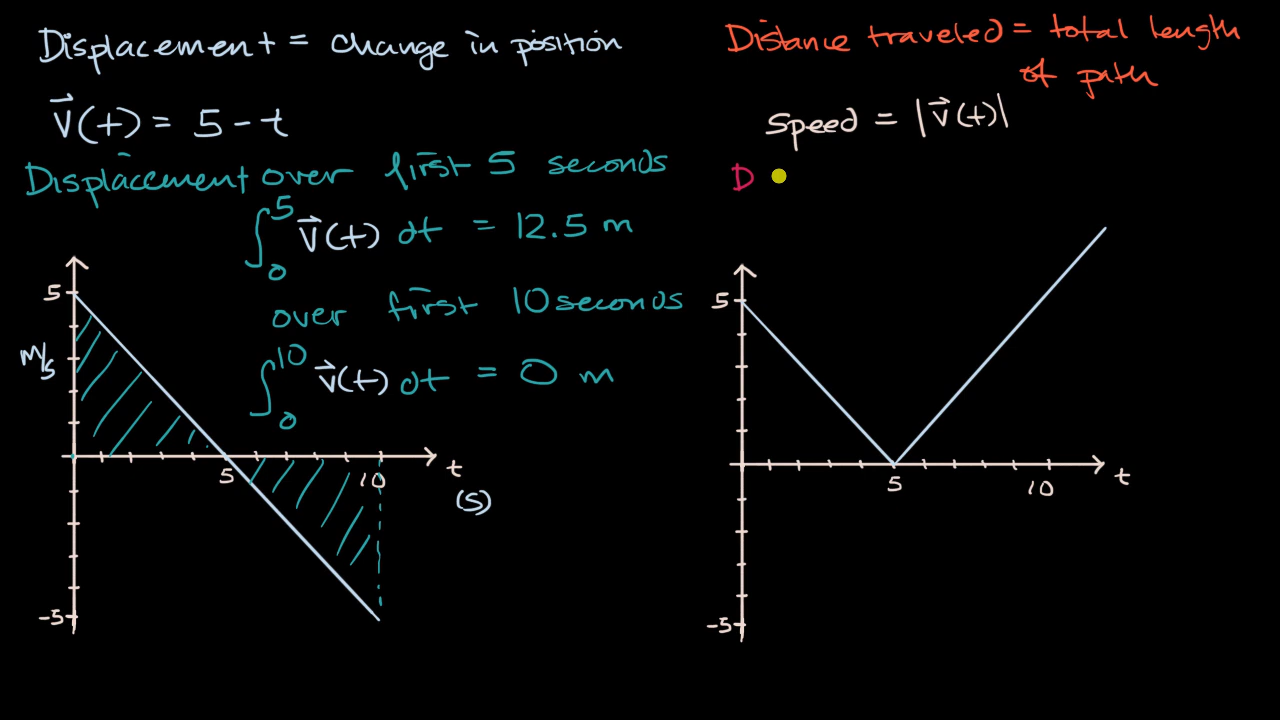 Displacement = change in position
v⃗(t) = 5 - t
Displacement over first 5 seconds
∫₀⁵ v⃗(t) dt = 12.5 m
over first 10 seconds
∫₀¹⁰ v⃗(t) dt = 0 m
5
m/s
5
10
t
(s)
-5
Distance traveled = total length
of path
Speed = |v⃗(t)|
D
5
5
10
t
-5